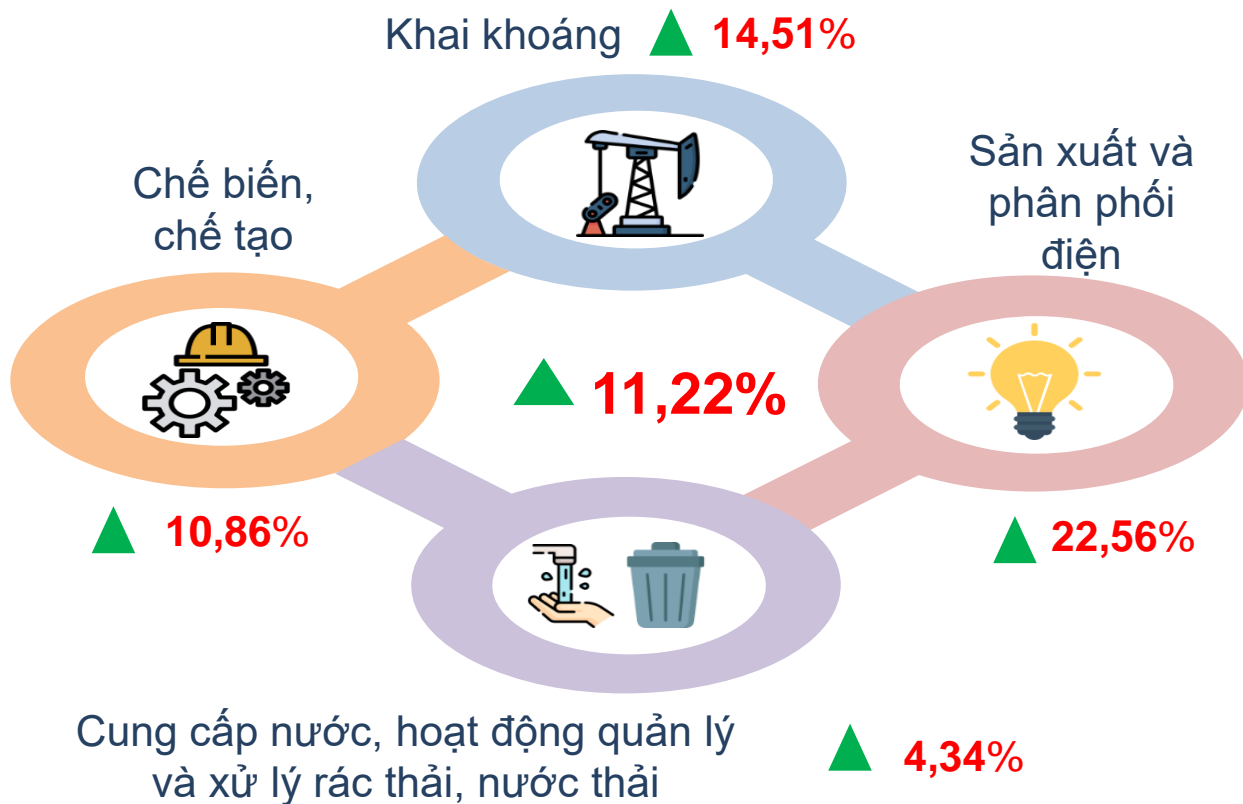 Khai khoáng 14,51%
Chế biến,
chế tạo
Sản xuất và
phân phối
điện
11,22%
10,86%
22,56%
Cung cấp nước, hoạt động quản lý
và xử lý rác thải, nước thải
4,34%